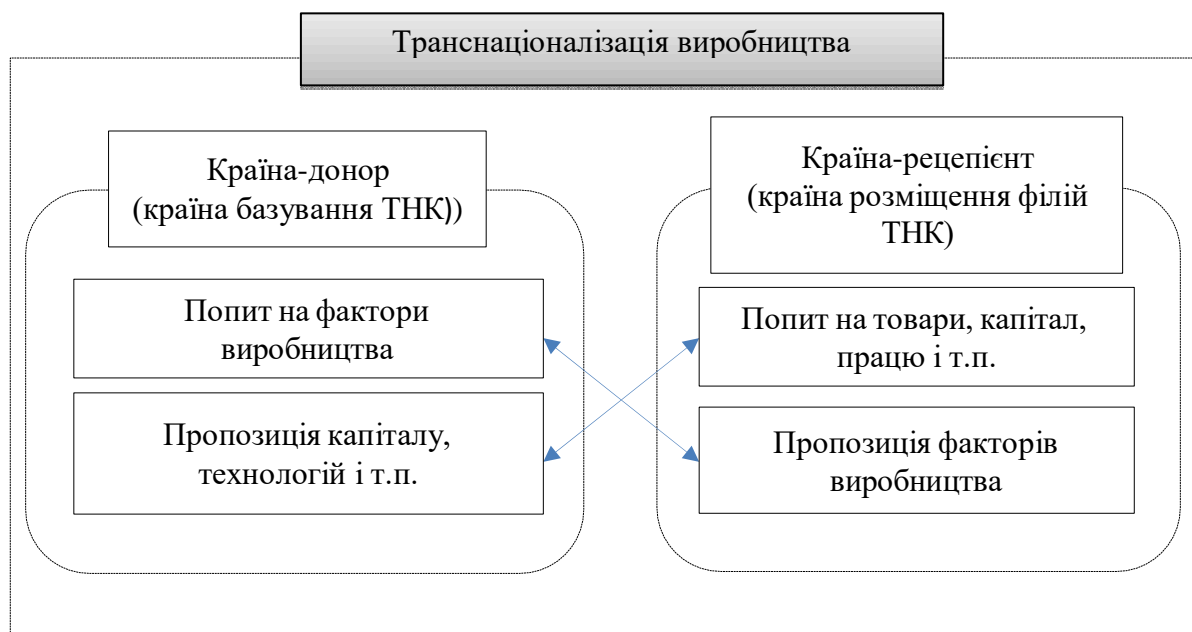 Транснаціоналізація виробництва
Країна-донор
(країна базування ТНК))
Попит на фактори
виробництва
Пропозиція капіталу,
технологій і т.п.
Країна-рецепієнт
(країна розміщення філій
ТНК)
Попит на товари, капітал,
працю і т.п.
Пропозиція факторів
виробництва